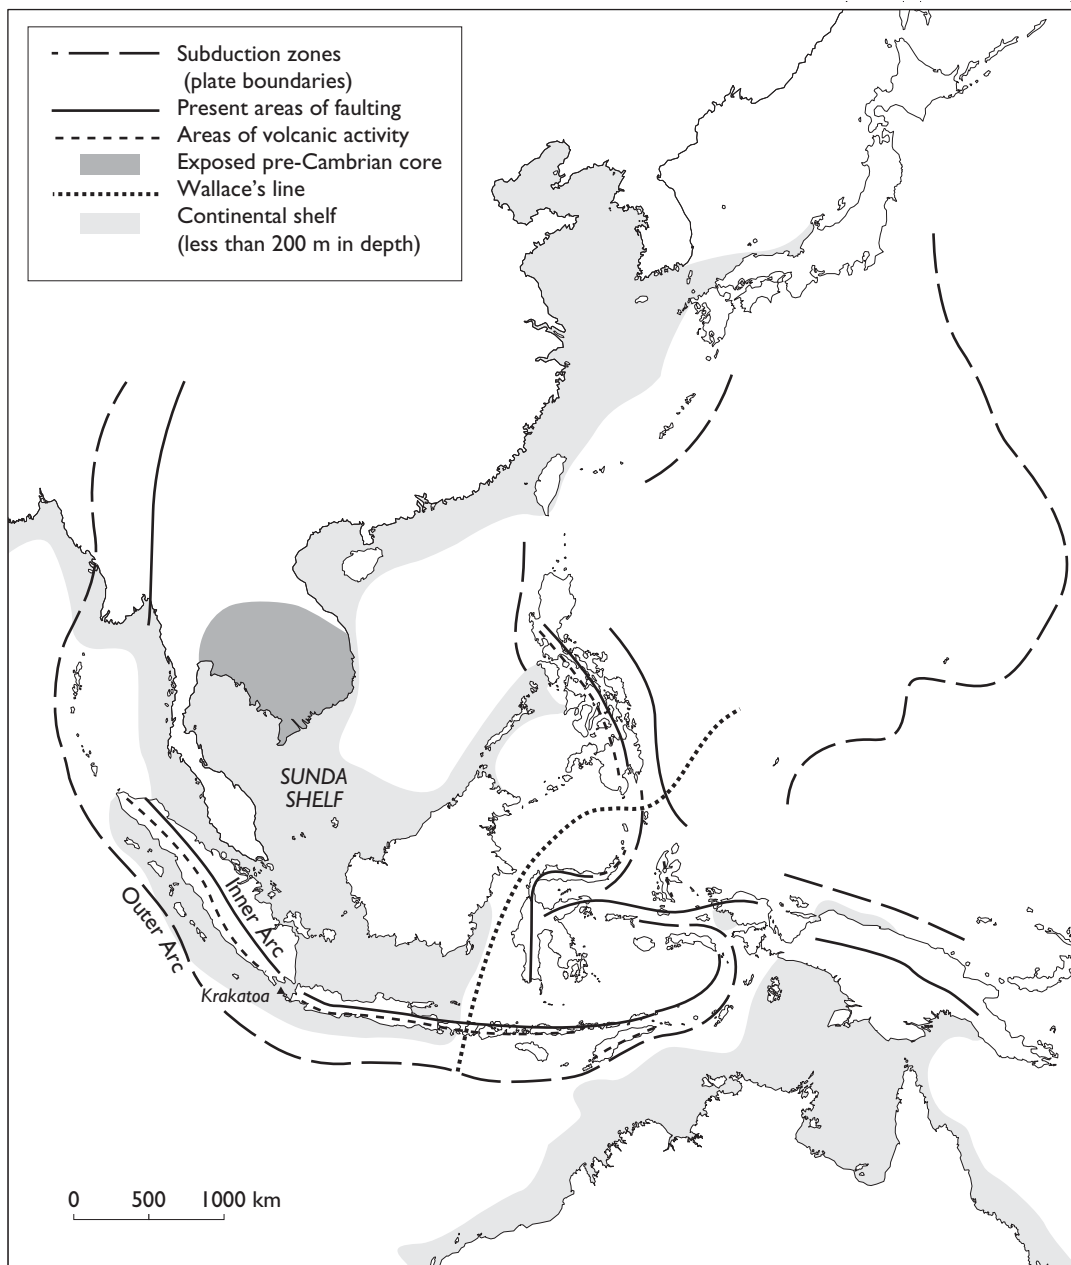 Subduction zones
(plate boundaries)
Present areas of faulting
Areas of volcanic activity
Exposed pre-Cambrian core
Wallace's line
Continental shelf
(less than 200 m in depth)
SUNDA
SHELF
Inner Arc
Outer Arc
Krakatoa
0 500 1000 km